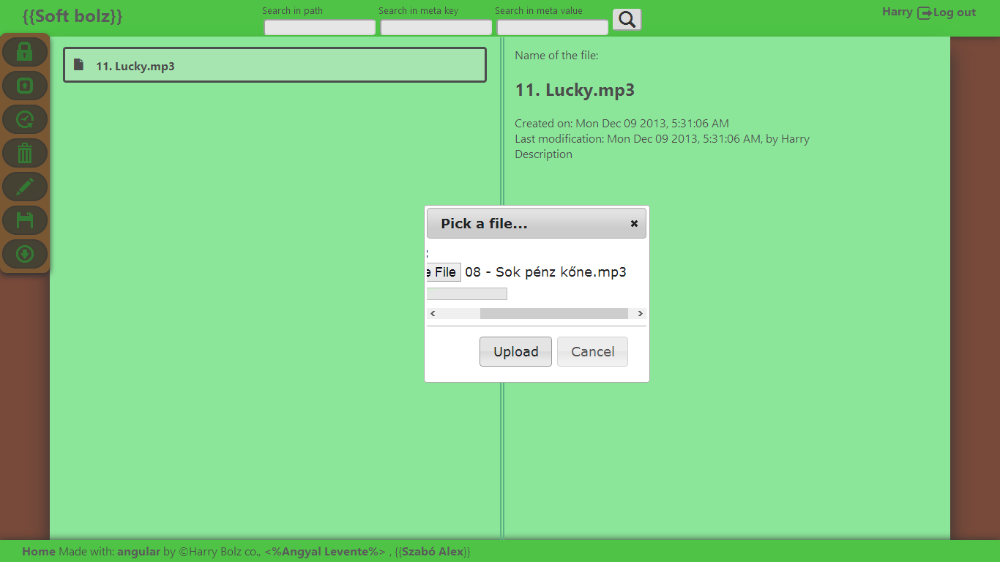 {{Soft bolz}}
Search in path
Search in meta key
Search in meta value
Harry Log out
11. Lucky.mp3
Name of the file:
11. Lucky.mp3
Created on: Mon Dec 09 2013, 5:31:06 AM
Last modification: Mon Dec 09 2013, 5:31:06 AM, by Harry
Description
Pick a file...
:
e File 08 - Sok pénz kőne.mp3
Upload Cancel
Home Made with: angular by ©Harry Bolz co., <%Angyal Levente%> , {{Szabó Alex}}